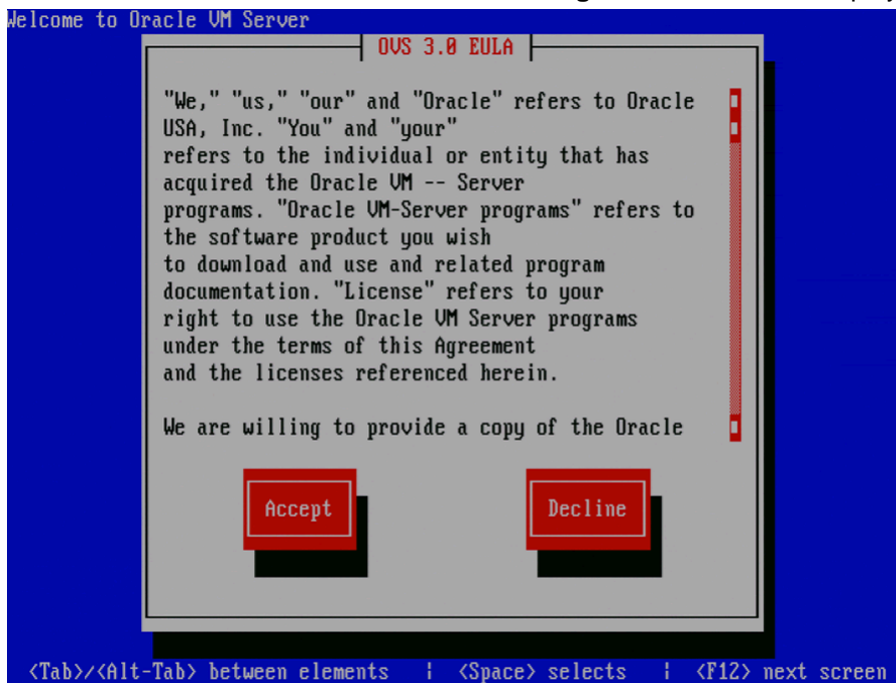 Welcome to Oracle VM Server
OVS 3.0 EULA
"We," "us," "our" and "Oracle" refers to Oracle
USA, Inc. "You" and "your"
refers to the individual or entity that has
acquired the Oracle VM -- Server
programs. "Oracle VM-Server programs" refers to
the software product you wish
to download and use and related program
documentation. "License" refers to your
right to use the Oracle VM Server programs
under the terms of this Agreement
and the licenses referenced herein.
We are willing to provide a copy of the Oracle
Accept
Decline
<Tab>/<Alt-Tab> between elements | <Space> selects | <F12> next screen